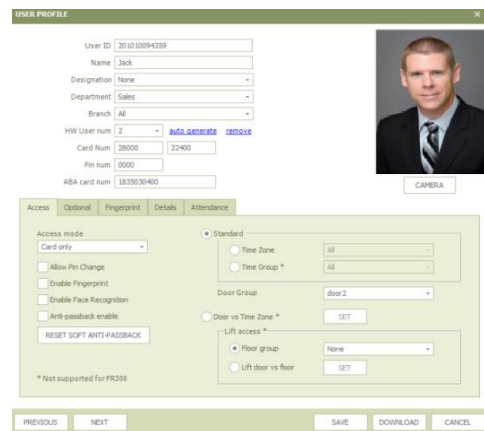 USER PROFILE ×
User ID 201010094359
Name Jack
Designation None
Department Sales
Branch All
HW User num 2 auto generate remove
Card Num 28000 22400
Pin num 0000
ABA card num 1835030400
CAMERA
Access Optional Fingerprint Details Attendance
Access mode
Card only
Allow Pin Change
Enable Fingerprint
Enable Face Recognition
Anti-passback enable
RESET SOFT ANTI-PASSBACK
* Not supported for FR300
Standard
Time Zone All
Time Group * All
Door Group door2
Door vs Time Zone * SET
Lift access *
Floor group None
Lift door vs floor SET
PREVIOUS NEXT SAVE DOWNLOAD CANCEL